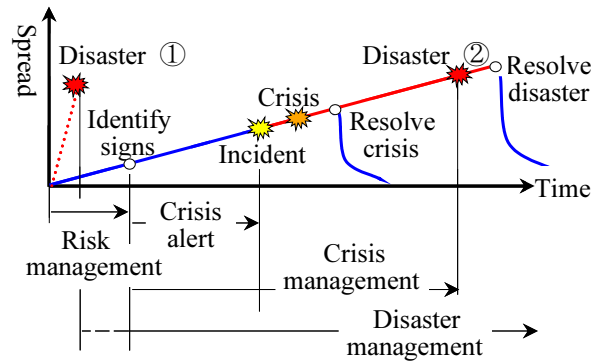 Spread
Disaster ①
Disaster ②
Resolve
disaster
Crisis
Identify
signs
Incident
Resolve
crisis
Time
Crisis
alert
Risk
management
Crisis
management
Disaster
management